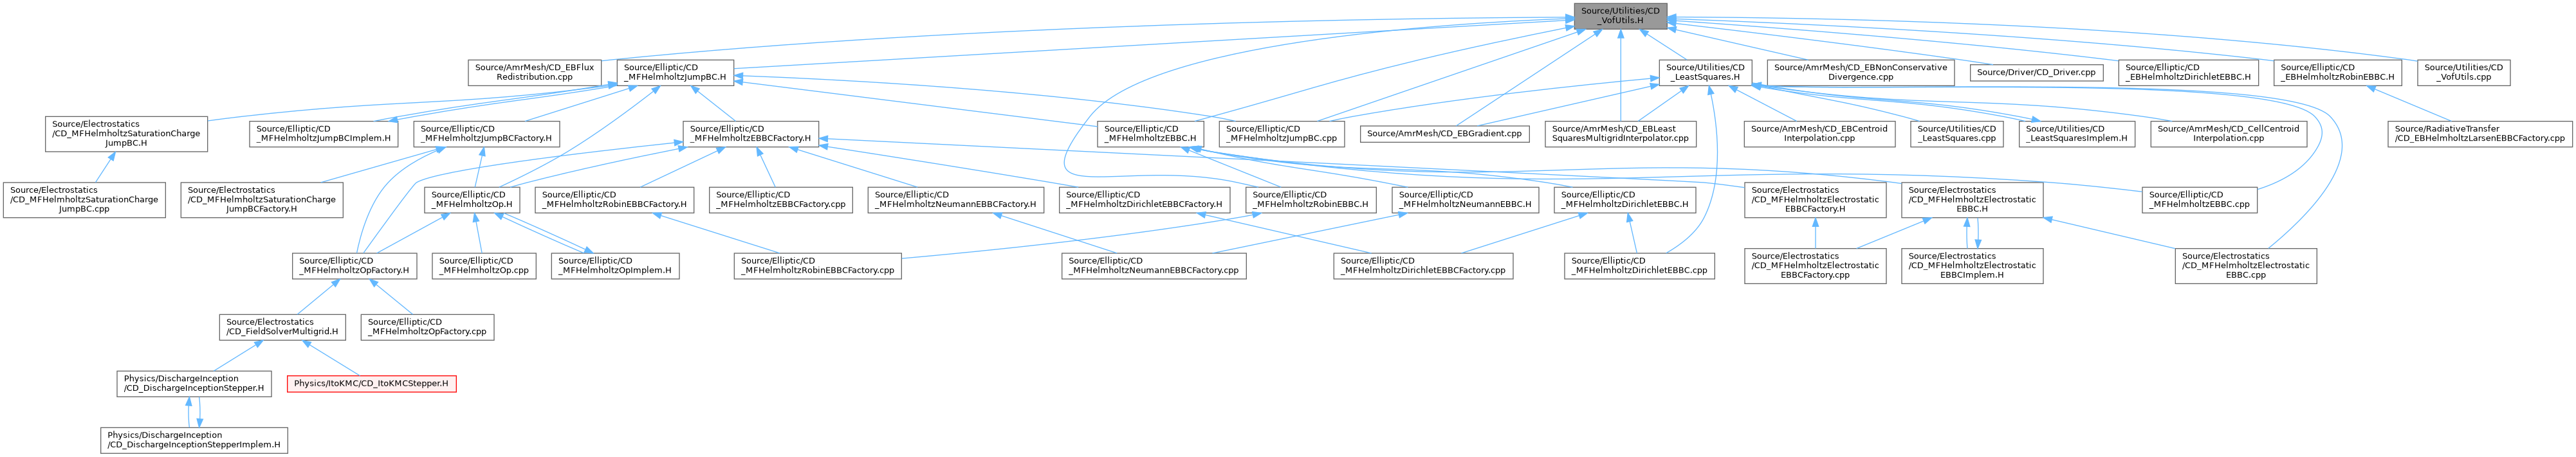 Source/Utilities/CD
_VofUtils.H
Source/AmrMesh/CD_EBFlux
Redistribution.cpp
Source/Elliptic/CD
_MFHelmholtzJumpBC.H
Source/Utilities/CD
_LeastSquares.H
Source/AmrMesh/CD_EBNonConservative
Divergence.cpp
Source/Driver/CD_Driver.cpp
Source/Elliptic/CD
_EBHelmholtzDirichletEBBC.H
Source/Elliptic/CD
_EBHelmholtzRobinEBBC.H
Source/Utilities/CD
_VofUtils.cpp
Source/Electrostatics
/CD_MFHelmholtzSaturationCharge
JumpBC.H
Source/Elliptic/CD
_MFHelmholtzJumpBCImplem.H
Source/Elliptic/CD
_MFHelmholtzJumpBCFactory.H
Source/Elliptic/CD
_MFHelmholtzEBBCFactory.H
Source/Elliptic/CD
_MFHelmholtzEBBC.H
Source/Elliptic/CD
_MFHelmholtzJumpBC.cpp
Source/AmrMesh/CD_EBGradient.cpp
Source/AmrMesh/CD_EBLeast
SquaresMultigridInterpolator.cpp
Source/AmrMesh/CD_EBCentroid
Interpolation.cpp
Source/Utilities/CD
_LeastSquares.cpp
Source/Utilities/CD
_LeastSquaresImplem.H
Source/AmrMesh/CD_CellCentroid
Interpolation.cpp
Source/RadiativeTransfer
/CD_EBHelmholtzLarsenEBBCFactory.cpp
Source/Electrostatics
/CD_MFHelmholtzSaturationCharge
JumpBC.cpp
Source/Electrostatics
/CD_MFHelmholtzSaturationCharge
JumpBCFactory.H
Source/Elliptic/CD
_MFHelmholtzOp.H
Source/Elliptic/CD
_MFHelmholtzRobinEBBCFactory.H
Source/Elliptic/CD
_MFHelmholtzEBBCFactory.cpp
Source/Elliptic/CD
_MFHelmholtzNeumannEBBCFactory.H
Source/Elliptic/CD
_MFHelmholtzDirichletEBBCFactory.H
Source/Elliptic/CD
_MFHelmholtzRobinEBBC.H
Source/Elliptic/CD
_MFHelmholtzNeumannEBBC.H
Source/Elliptic/CD
_MFHelmholtzDirichletEBBC.H
Source/Electrostatics
/CD_MFHelmholtzElectrostatic
EBBCFactory.H
Source/Electrostatics
/CD_MFHelmholtzElectrostatic
EBBC.H
Source/Elliptic/CD
_MFHelmholtzEBBC.cpp
Source/Elliptic/CD
_MFHelmholtzOpFactory.H
Source/Elliptic/CD
_MFHelmholtzOp.cpp
Source/Elliptic/CD
_MFHelmholtzOpImplem.H
Source/Elliptic/CD
_MFHelmholtzRobinEBBCFactory.cpp
Source/Elliptic/CD
_MFHelmholtzNeumannEBBCFactory.cpp
Source/Elliptic/CD
_MFHelmholtzDirichletEBBCFactory.cpp
Source/Elliptic/CD
_MFHelmholtzDirichletEBBC.cpp
Source/Electrostatics
/CD_MFHelmholtzElectrostatic
EBBCFactory.cpp
Source/Electrostatics
/CD_MFHelmholtzElectrostatic
EBBCImplem.H
Source/Electrostatics
/CD_MFHelmholtzElectrostatic
EBBC.cpp
Source/Electrostatics
/CD_FieldSolverMultigrid.H
Source/Elliptic/CD
_MFHelmholtzOpFactory.cpp
Physics/DischargeInception
/CD_DischargeInceptionStepper.H
Physics/ItoKMC/CD_ItoKMCStepper.H
Physics/DischargeInception
/CD_DischargeInceptionStepperImplem.H